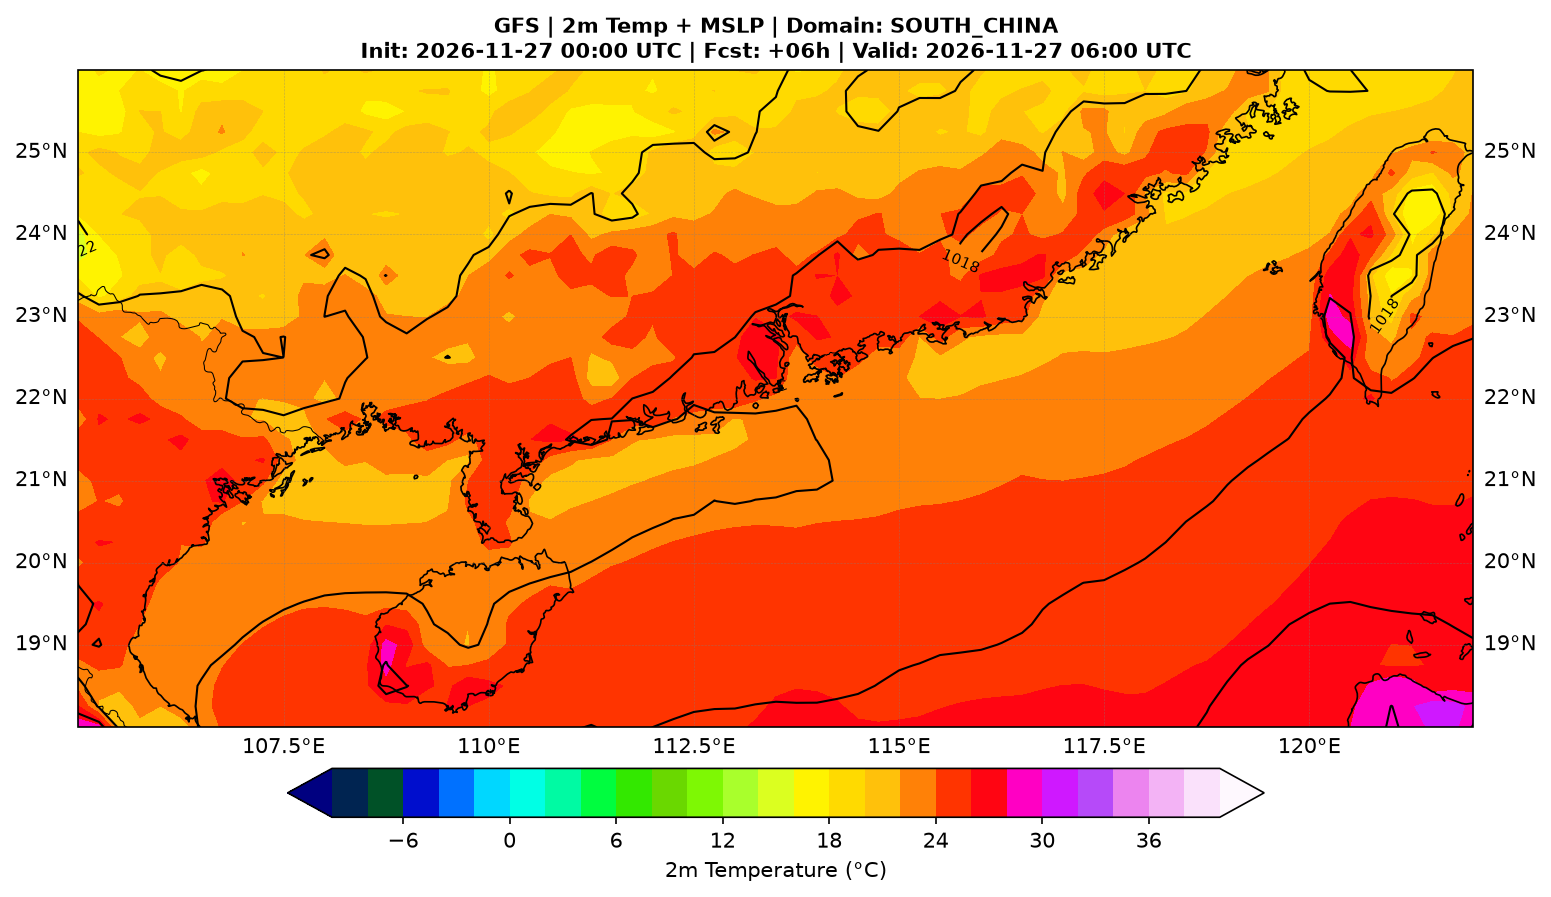 GFS | 2m Temp + MSLP | Domain: SOUTH_CHINA
Init: 2026-11-27 00:00 UTC | Fcst: +06h | Valid: 2026-11-27 06:00 UTC
25°N 25°N
24°N 24°N
22
1018
23°N 23°N
1018
22°N 22°N
21°N 21°N
20°N 20°N
19°N 19°N
107.5°E 110°E 112.5°E 115°E 117.5°E 120°E
−6 0 6 12 18 24 30 36
2m Temperature (°C)